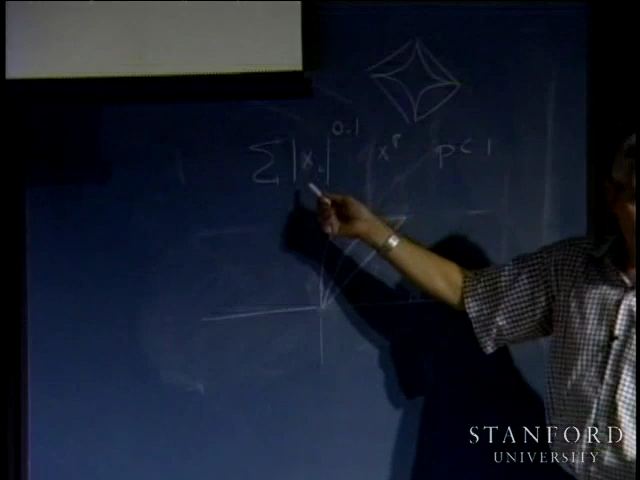 ∑ |xᵢ|^0.1 x^p p < 1
STANFORD
UNIVERSITY